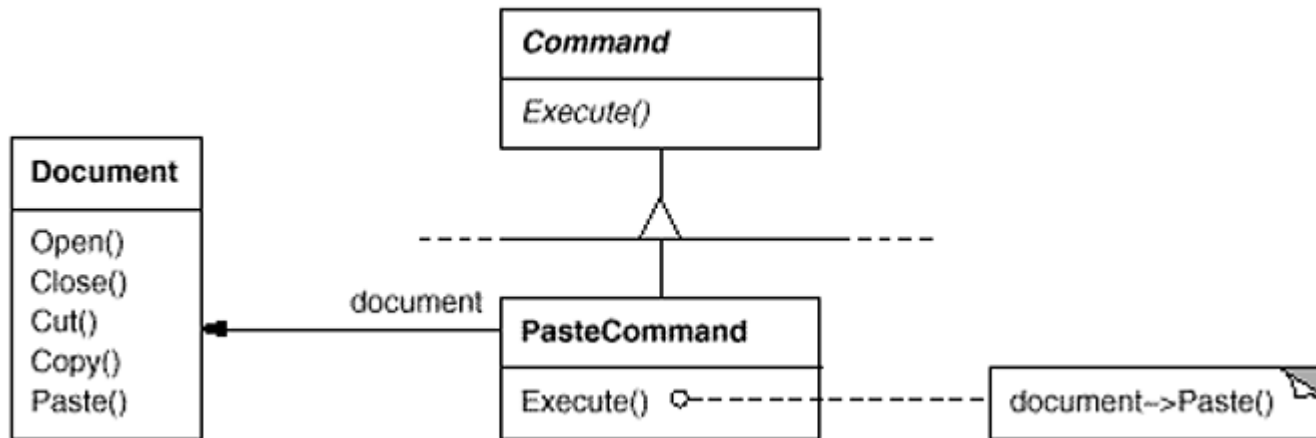 Command
Execute()
Document
Open()
Close()
Cut()
Copy()
Paste()
document
PasteCommand
Execute()
document->Paste()